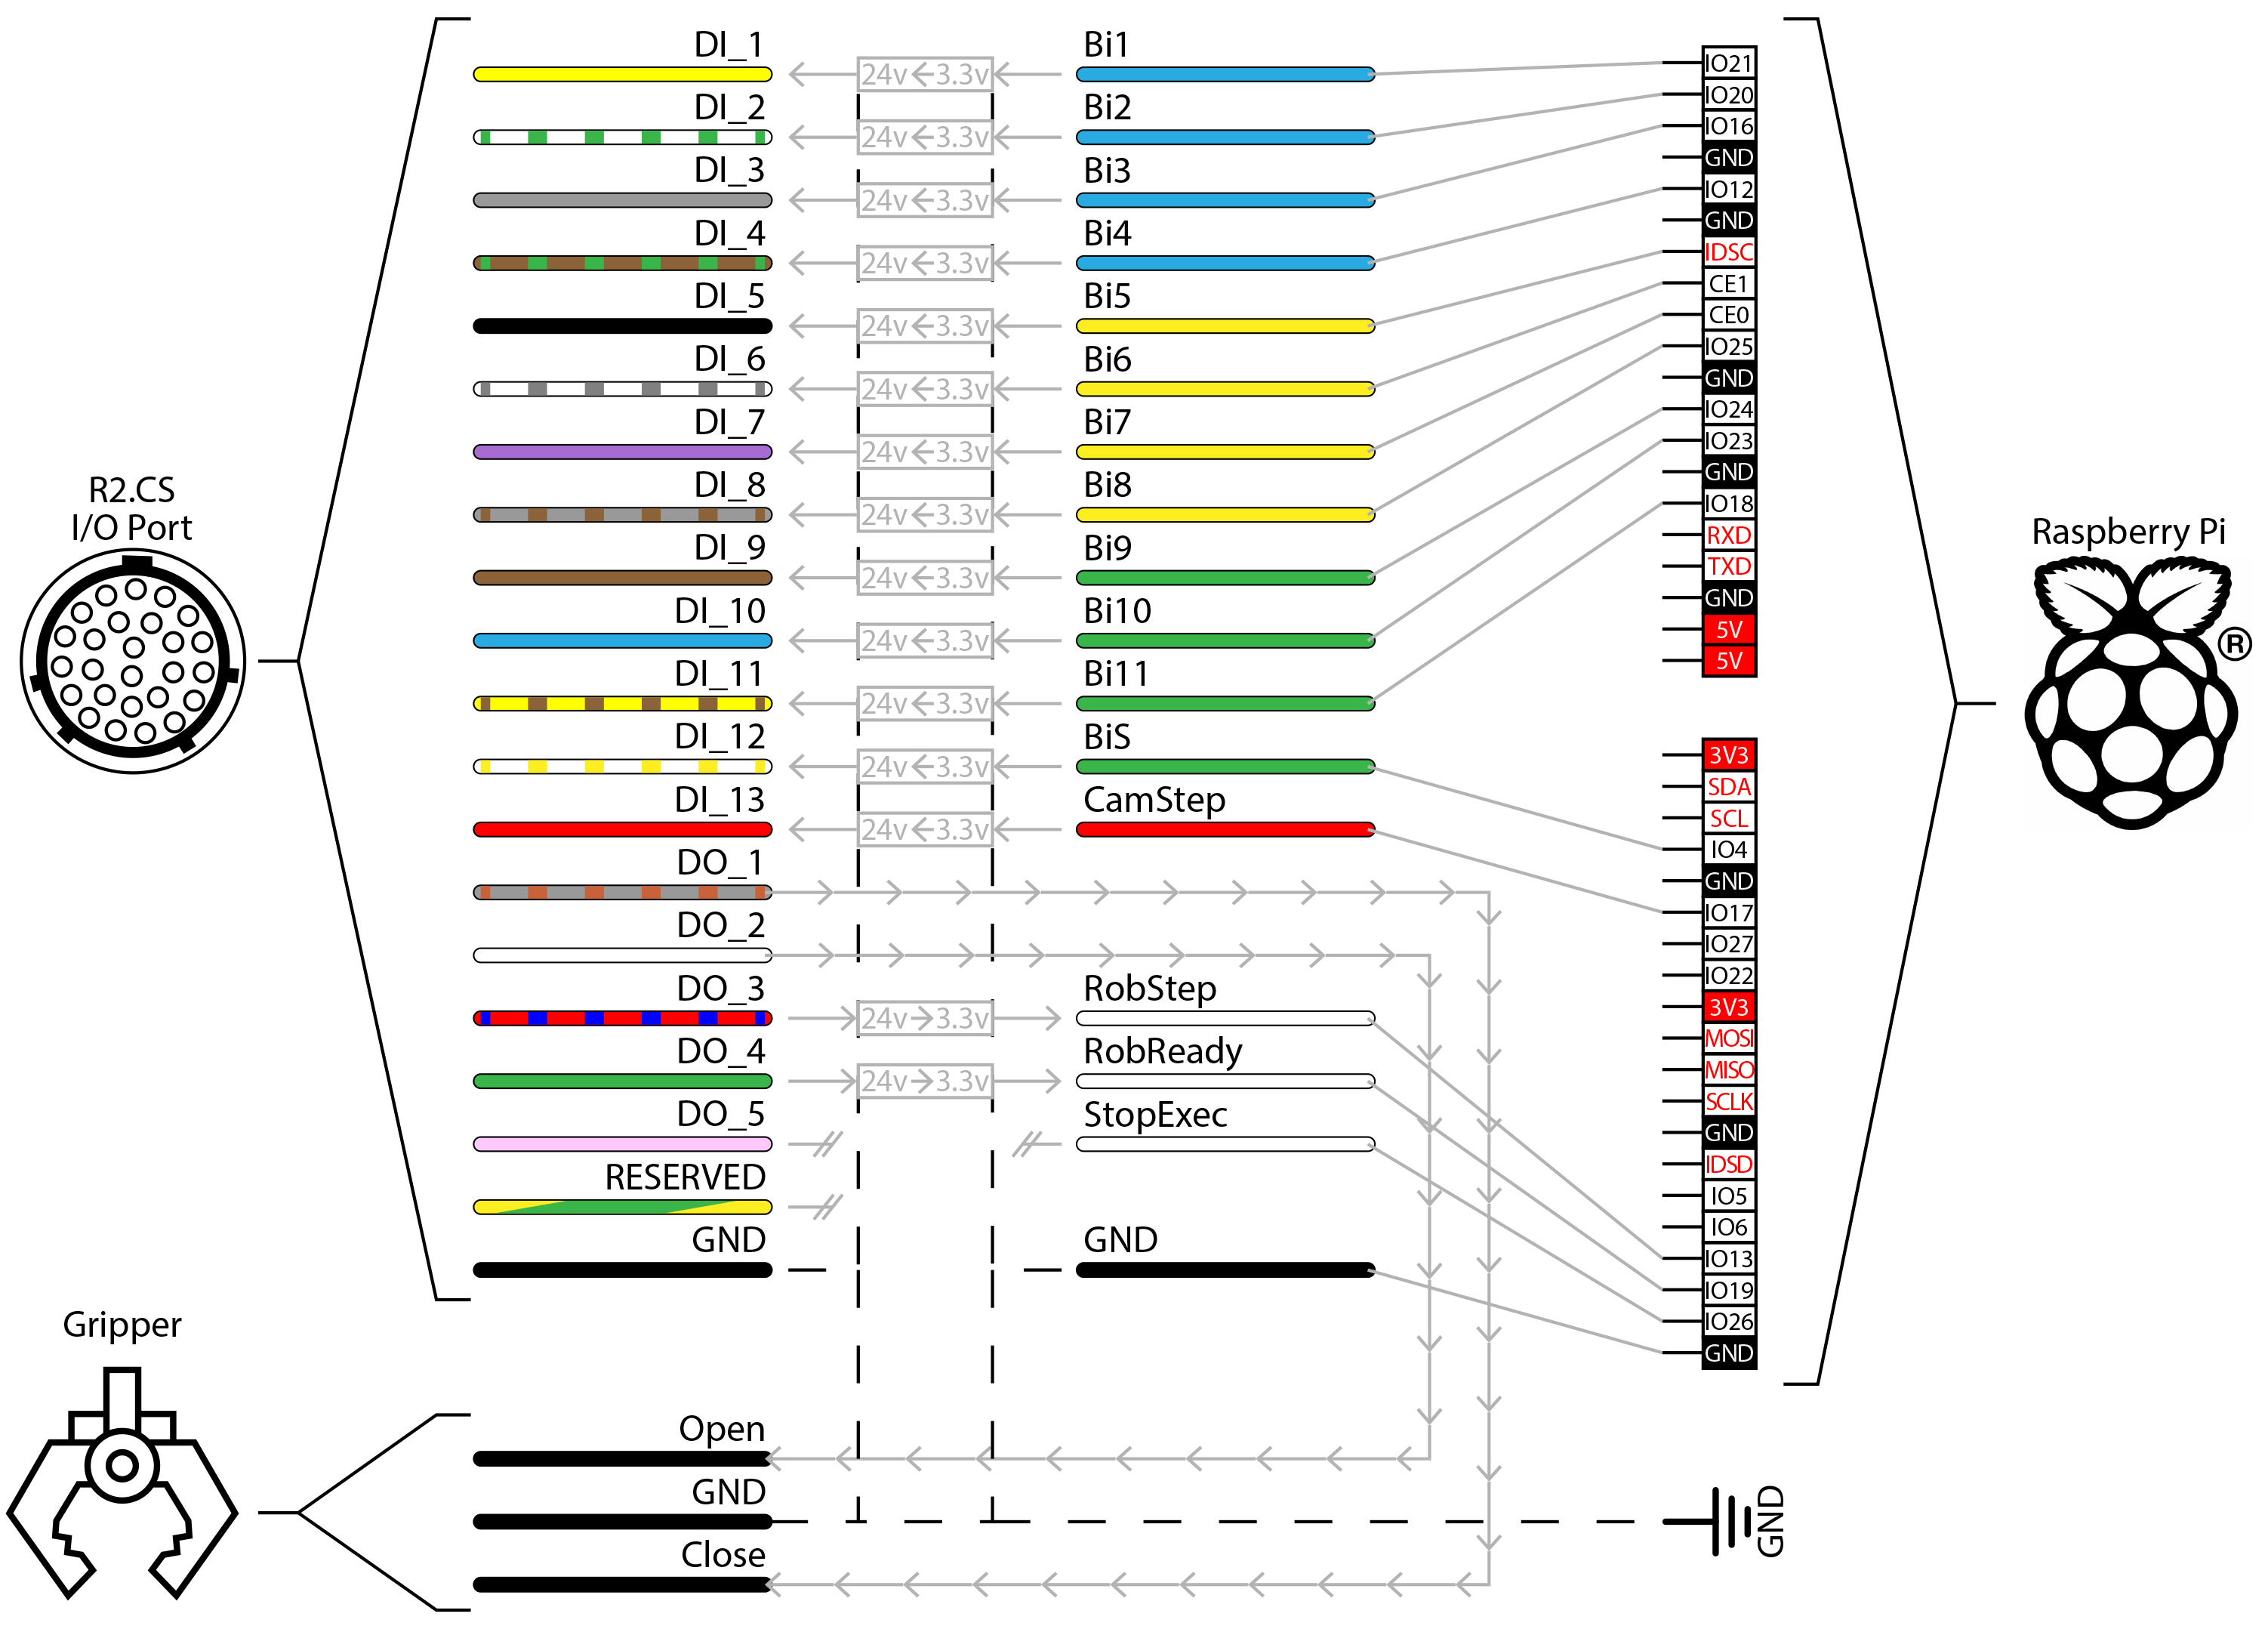 R2.CS
I/O Port
DI_1
24v 3.3v
Bi1
DI_2
24v 3.3v
Bi2
DI_3
24v 3.3v
Bi3
DI_4
24v 3.3v
Bi4
DI_5
24v 3.3v
Bi5
DI_6
24v 3.3v
Bi6
DI_7
24v 3.3v
Bi7
DI_8
24v 3.3v
Bi8
DI_9
24v 3.3v
Bi9
DI_10
24v 3.3v
Bi10
DI_11
24v 3.3v
Bi11
DI_12
24v 3.3v
BiS
DI_13
24v 3.3v
CamStep
DO_1
DO_2
DO_3
24v 3.3v
RobStep
DO_4
24v 3.3v
RobReady
DO_5
StopExec
RESERVED
GND
GND
Gripper
Open
GND
Close
IO21
IO20
IO16
GND
IO12
GND
IDSC
CE1
CE0
IO25
GND
IO24
IO23
GND
IO18
RXD
TXD
GND
5V
5V
3V3
SDA
SCL
IO4
GND
IO17
IO27
IO22
3V3
MOSI
MISO
SCLK
GND
IDSD
IO5
IO6
IO13
IO19
IO26
GND
GND
Raspberry Pi
®